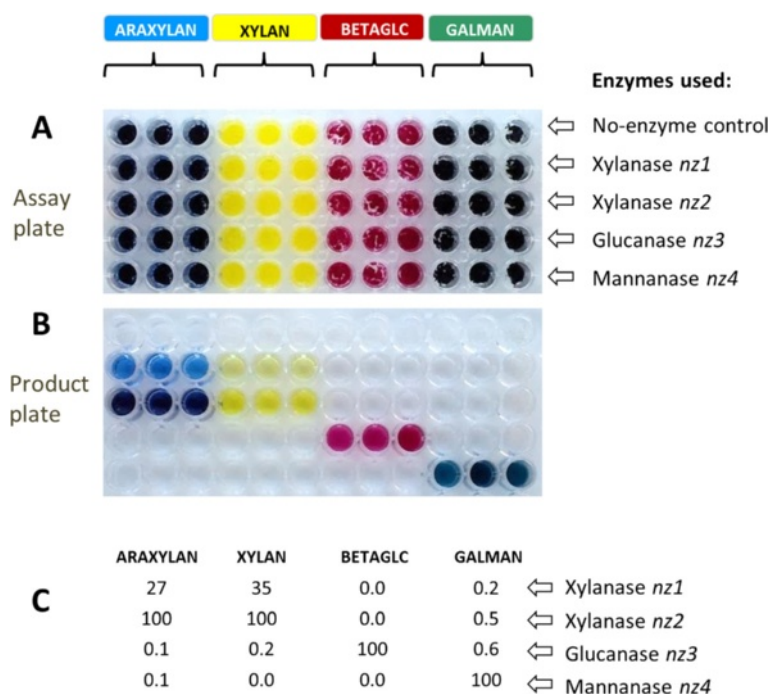 ARAXYLAN XYLAN BETAGLC GALMAN
Enzymes used:
A
Assay plate
No-enzyme control
Xylanase nz1
Xylanase nz2
Glucanase nz3
Mannanase nz4
B
Product plate
C
ARAXYLAN XYLAN BETAGLC GALMAN
27 35 0.0 0.2 Xylanase nz1
100 100 0.0 0.5 Xylanase nz2
0.1 0.2 100 0.6 Glucanase nz3
0.1 0.0 0.0 100 Mannanase nz4